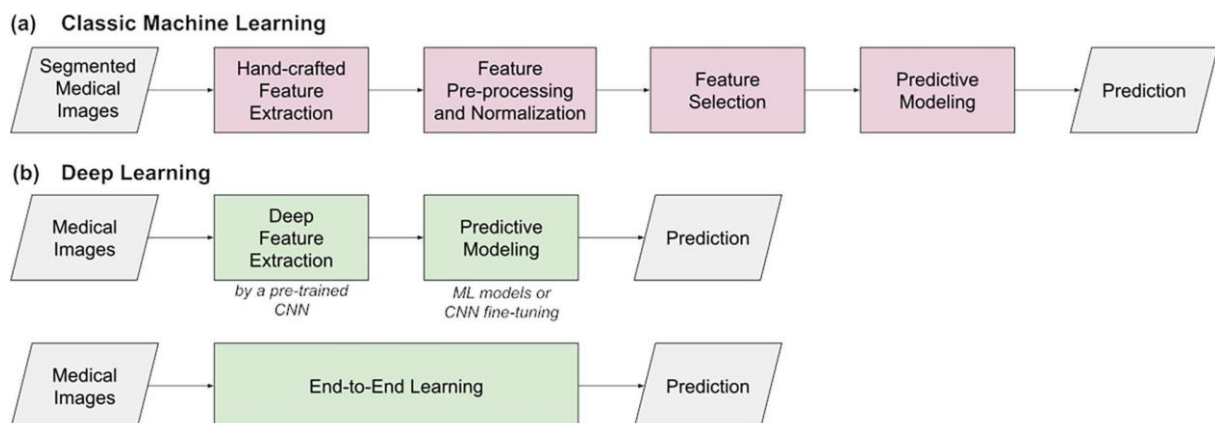 (a) Classic Machine Learning
Segmented
Medical
Images
Hand-crafted
Feature
Extraction
Feature
Pre-processing
and Normalization
Feature
Selection
Predictive
Modeling
Prediction
(b) Deep Learning
Medical
Images
Deep
Feature
Extraction
by a pre-trained
CNN
Predictive
Modeling
ML models or
CNN fine-tuning
Prediction
Medical
Images
End-to-End Learning
Prediction